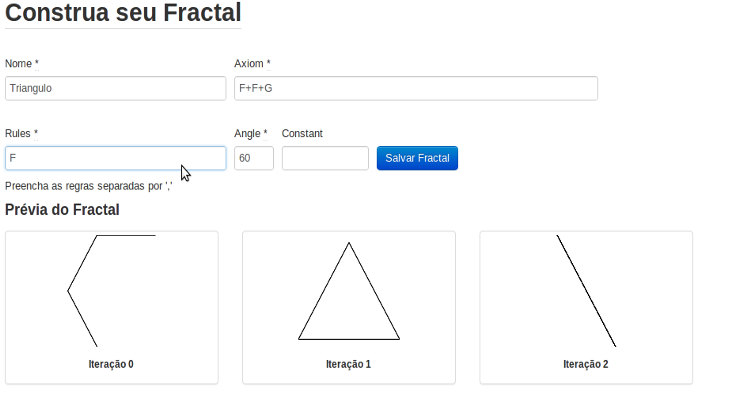 Construa seu Fractal
Nome * Axiom *
Triangulo F+F+G
Rules * Angle * Constant
F 60 Salvar Fractal
Preencha as regras separadas por ','
Prévia do Fractal
Iteração 0 Iteração 1 Iteração 2